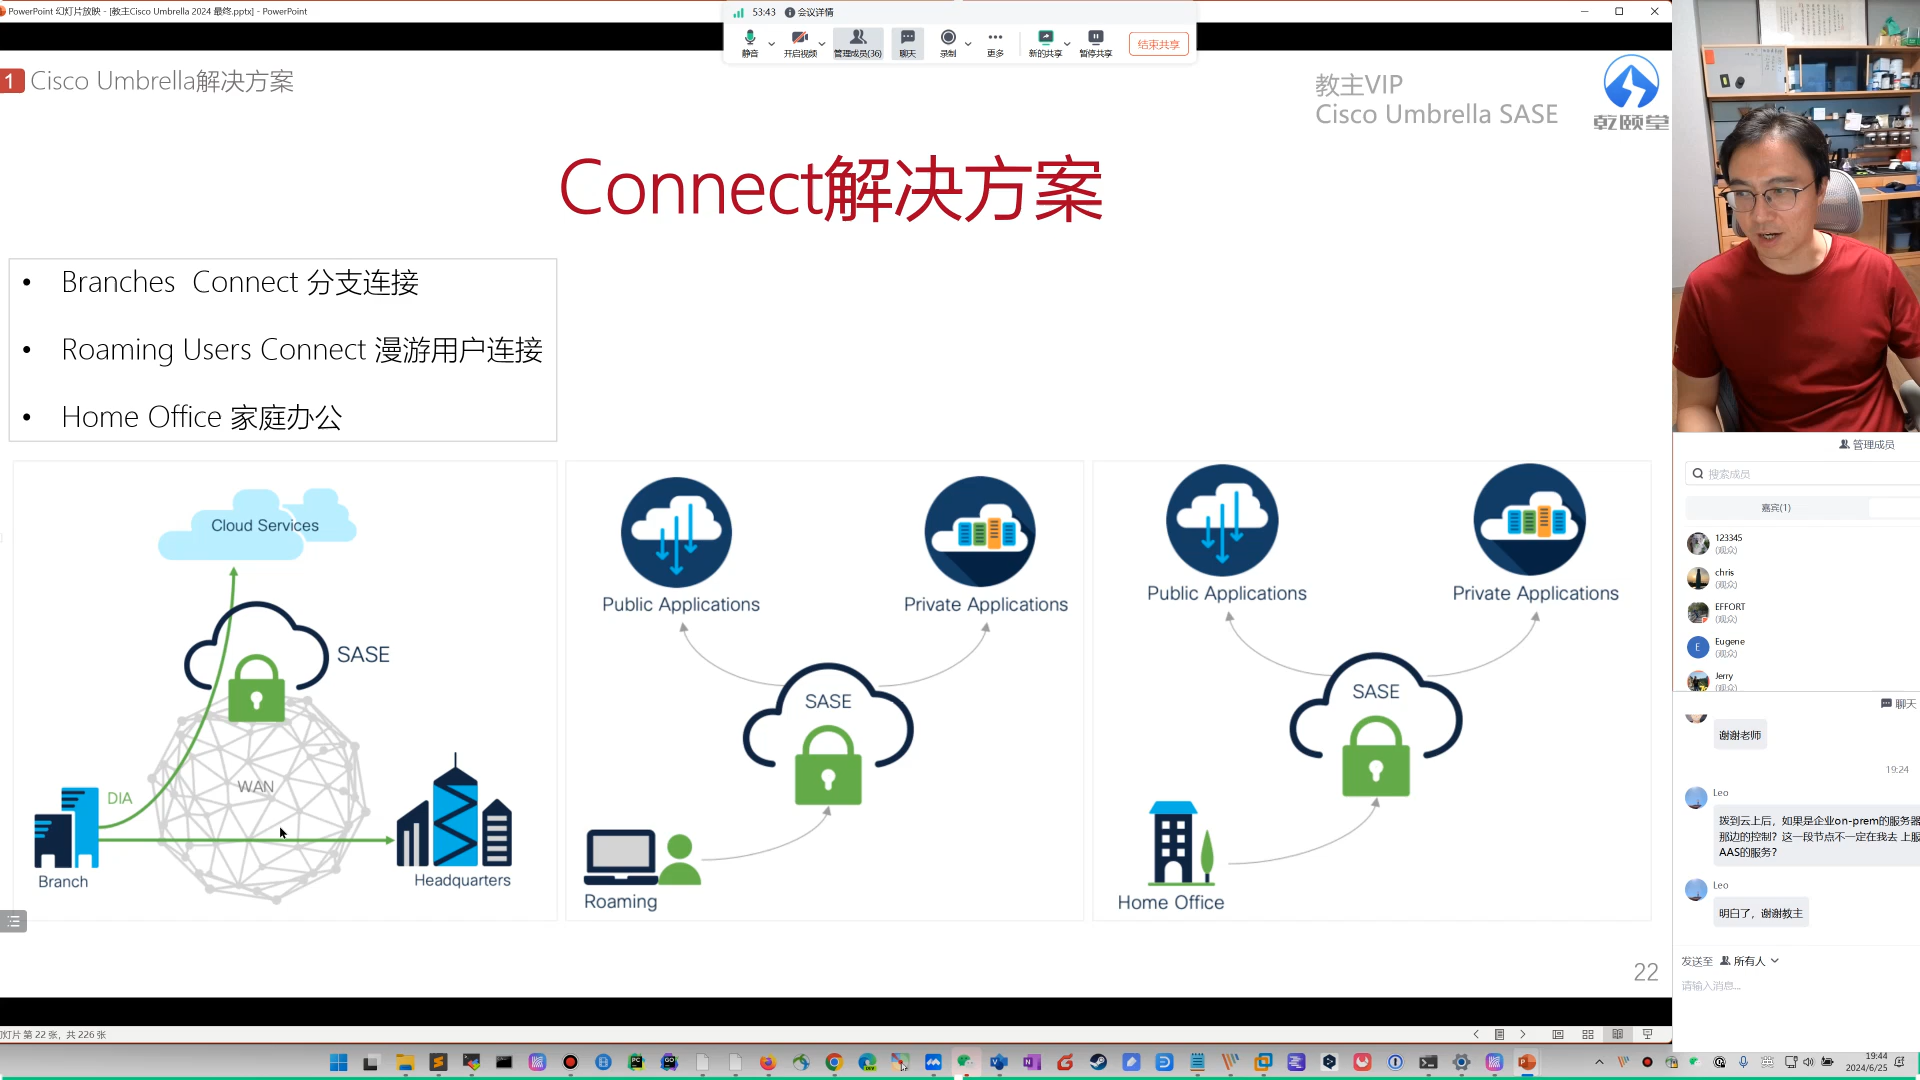 PowerPoint 幻灯片放映 - [教主Cisco Umbrella 2024 最终.pptx] - PowerPoint
53:43 会议详情
静音 开启视频 管理成员(36) 聊天 录制 更多 新的共享 暂停共享 结束共享
1 Cisco Umbrella解决方案
教主VIP
Cisco Umbrella SASE
乾颐堂
Connect解决方案
• Branches Connect 分支连接
• Roaming Users Connect 漫游用户连接
• Home Office 家庭办公
Cloud Services
SASE
WAN
DIA
Branch
Headquarters
Public Applications
Private Applications
SASE
Roaming
Public Applications
Private Applications
SASE
Home Office
22
管理成员
搜索成员
嘉宾(1)
123345
(观众)
chris
(观众)
EFFORT
(观众)
E
Eugene
(观众)
Jerry
(观众)
聊天
谢谢老师
19:24
Leo
拨到云上后，如果是企业on-prem的服务器
那边的控制？这一段节点不一定在我去 上服
AAS的服务？
Leo
明白了，谢谢教主
发送至 所有人
请输入消息...
灯片 第 22 张，共 226 张
19:44
2024/6/25